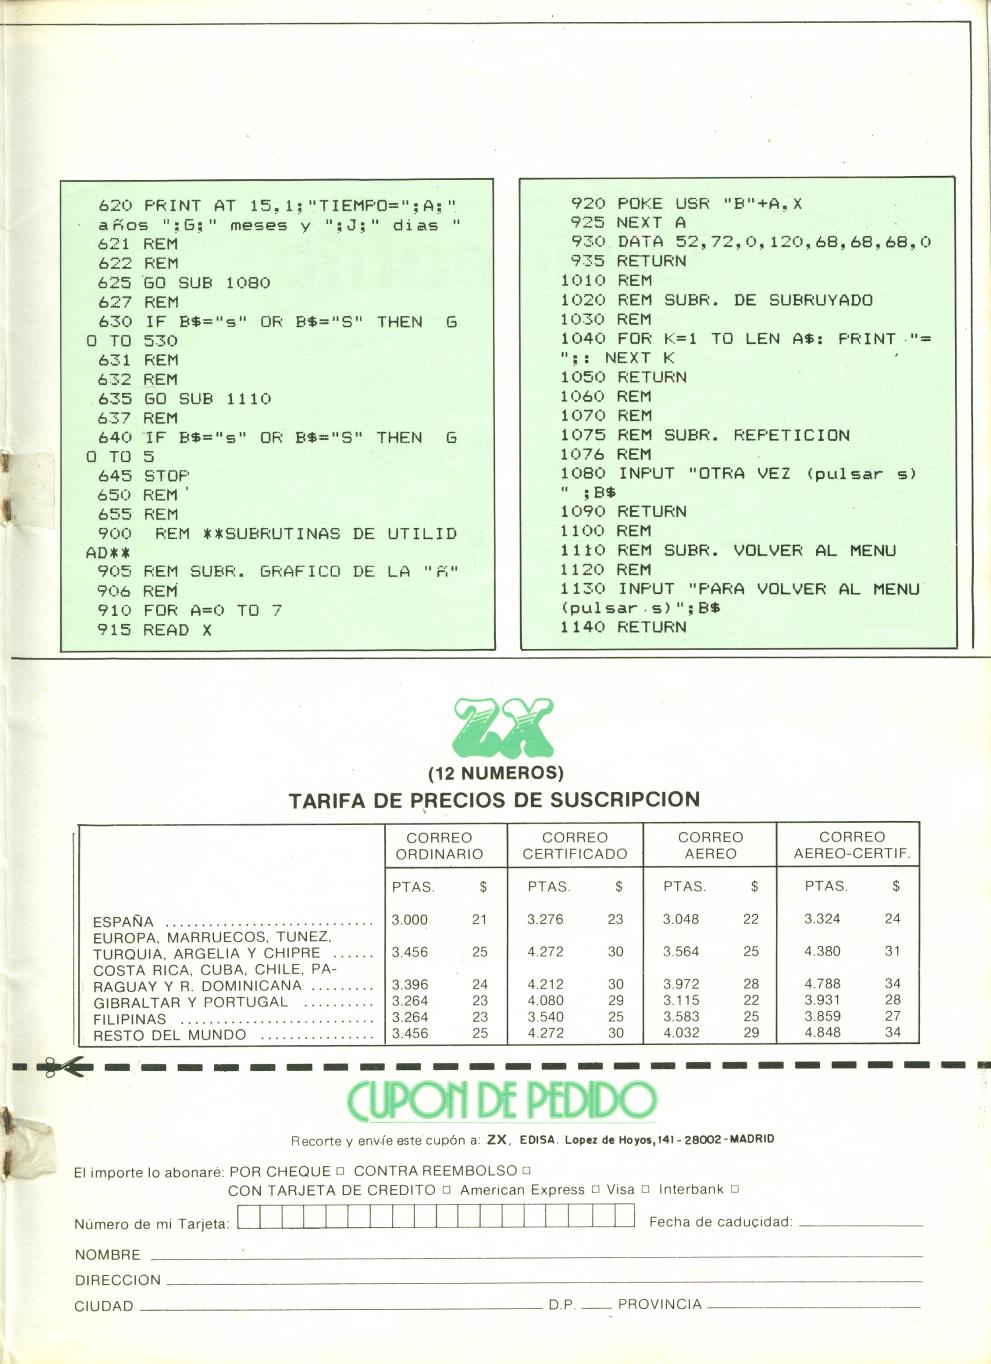 620 PRINT AT 15,1;"TIEMPO=";A;"
años ";G;" meses y ";J;" dias "
621 REM
622 REM
625 GO SUB 1080
627 REM
630 IF B$="s" OR B$="S" THEN  G
O TO 530
631 REM
632 REM
635 GO SUB 1110
637 REM
640 IF B$="s" OR B$="S" THEN  G
O TO 5
645 STOP
650 REM
655 REM
900  REM **SUBRUTINAS DE UTILID
AD**
905 REM SUBR. GRAFICO DE LA "Ñ"
906 REM
910 FOR A=0 TO 7
915 READ X
920 POKE USR "B"+A,X
925 NEXT A
930 DATA 52,72,0,120,68,68,68,0
935 RETURN
1010 REM
1020 REM SUBR. DE SUBRUYADO
1030 REM
1040 FOR K=1 TO LEN A$: PRINT "=
";: NEXT K
1050 RETURN
1060 REM
1070 REM
1075 REM SUBR. REPETICION
1076 REM
1080 INPUT "OTRA VEZ (pulsar s)
" ;B$
1090 RETURN
1100 REM
1110 REM SUBR. VOLVER AL MENU
1120 REM
1130 INPUT "PARA VOLVER AL MENU
(pulsar s)";B$
1140 RETURN
ZX
(12 NUMEROS)
TARIFA DE PRECIOS DE SUSCRIPCION
CORREO ORDINARIO CORREO CERTIFICADO CORREO AEREO CORREO AEREO-CERTIF.
PTAS. $ PTAS. $ PTAS. $ PTAS. $
ESPAÑA ............................ 3.000 21 3.276 23 3.048 22 3.324 24
EUROPA, MARRUECOS, TUNEZ,
TURQUIA, ARGELIA Y CHIPRE ...... 3.456 25 4.272 30 3.564 25 4.380 31
COSTA RICA, CUBA, CHILE, PA-
RAGUAY Y R. DOMINICANA ......... 3.396 24 4.212 30 3.972 28 4.788 34
GIBRALTAR Y PORTUGAL .......... 3.264 23 4.080 29 3.115 22 3.931 28
FILIPINAS ........................... 3.264 23 3.540 25 3.583 25 3.859 27
RESTO DEL MUNDO ................ 3.456 25 4.272 30 4.032 29 4.848 34
CUPON DE PEDIDO
Recorte y envíe este cupón a: ZX, EDISA. Lopez de Hoyos, 141 - 28002 - MADRID
El importe lo abonaré: POR CHEQUE □ CONTRA REEMBOLSO □
CON TARJETA DE CREDITO □ American Express □ Visa □ Interbank □
Número de mi Tarjeta: Fecha de caducidad:
NOMBRE
DIRECCION
CIUDAD D.P. PROVINCIA